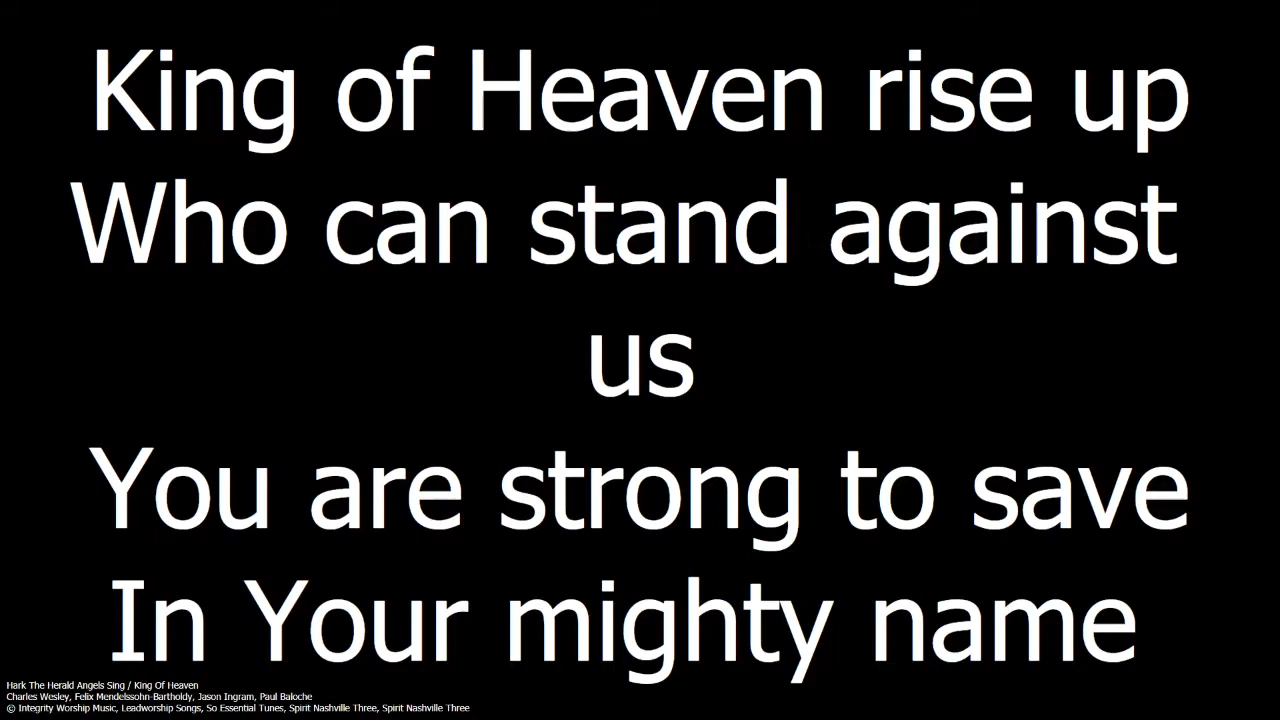 King of Heaven rise up
Who can stand against
us
You are strong to save
In Your mighty name
Hark The Herald Angels Sing / King Of Heaven
Charles Wesley, Felix Mendelssohn-Bartholdy, Jason Ingram, Paul Baloche
© Integrity Worship Music, Leadworship Songs, So Essential Tunes, Spirit Nashville Three, Spirit Nashville Three